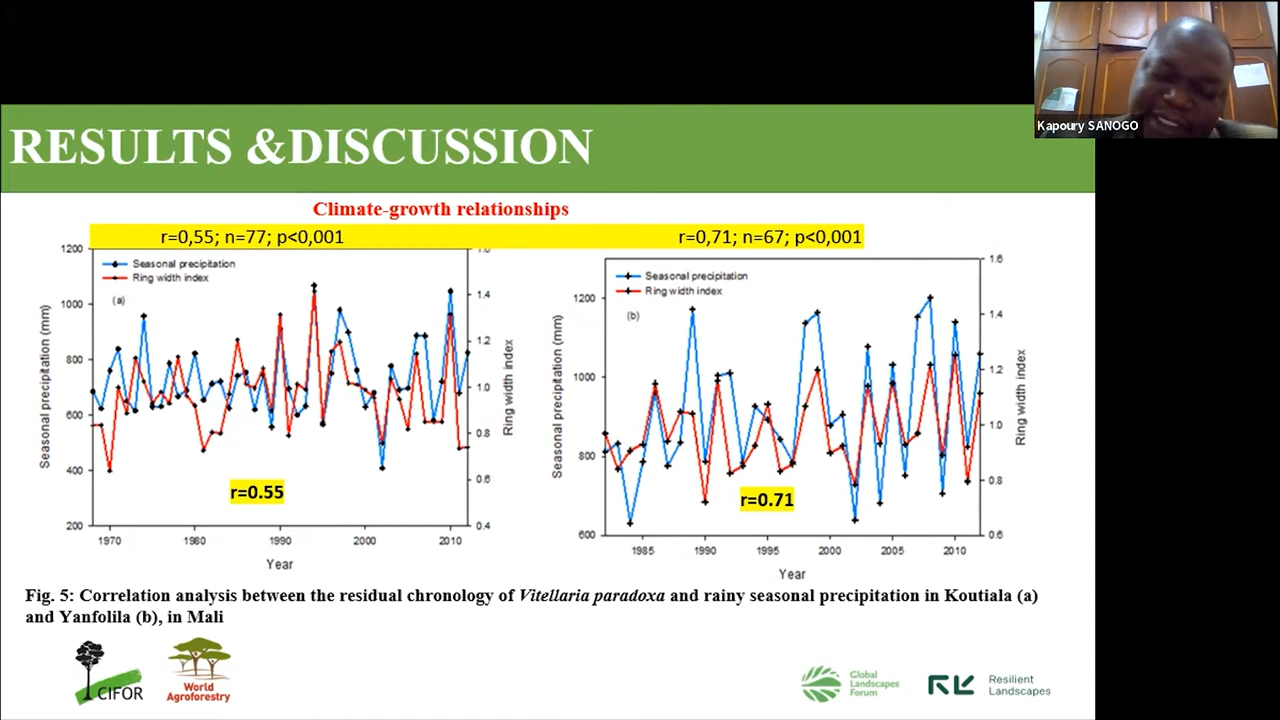 Kapoury SANOGO
RESULTS &DISCUSSION
Climate-growth relationships
r=0,55; n=77; p<0,001
r=0,71; n=67; p<0,001
1200
1000
800
600
400
200
Seasonal precipitation (mm)
Seasonal precipitation
Ring width index
(a)
1.6
1.4
1.2
1.0
0.8
0.6
0.4
Ring width index
r=0.55
1970
1980
1990
2000
2010
Year
1200
1000
800
600
Seasonal precipitation (mm)
Seasonal precipitation
Ring width index
(b)
1.6
1.4
1.2
1.0
0.8
0.6
Ring width index
r=0.71
1985
1990
1995
2000
2005
2010
Year
Fig. 5: Correlation analysis between the residual chronology of Vitellaria paradoxa and rainy seasonal precipitation in Koutiala (a)
and Yanfolila (b), in Mali
CIFOR
World
Agroforestry
Global
Landscapes
Forum
Resilient
Landscapes